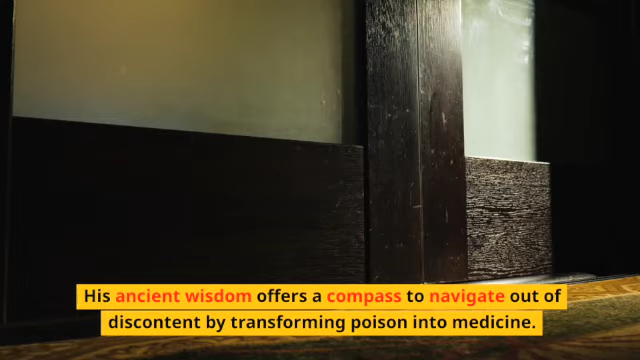 His ancient wisdom offers a compass to navigate out of
discontent by transforming poison into medicine.